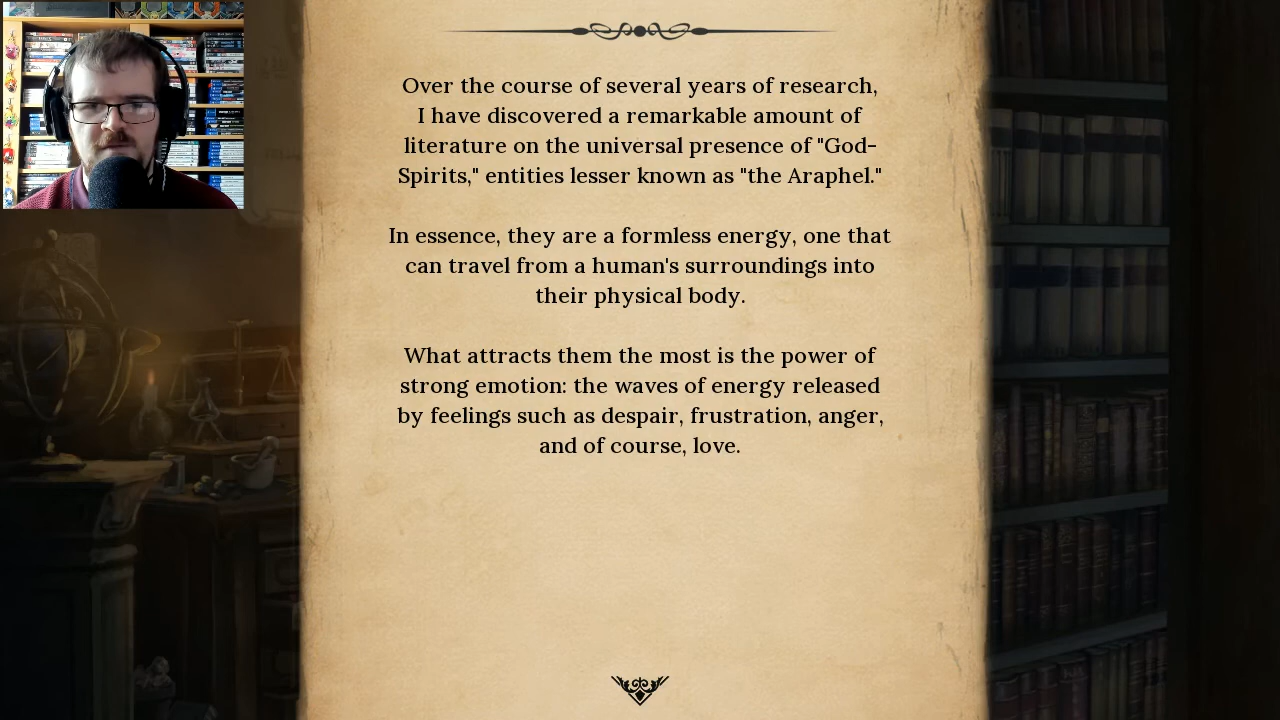 Over the course of several years of research,
I have discovered a remarkable amount of
literature on the universal presence of "God-
Spirits," entities lesser known as "the Araphel."
In essence, they are a formless energy, one that
can travel from a human's surroundings into
their physical body.
What attracts them the most is the power of
strong emotion: the waves of energy released
by feelings such as despair, frustration, anger,
and of course, love.